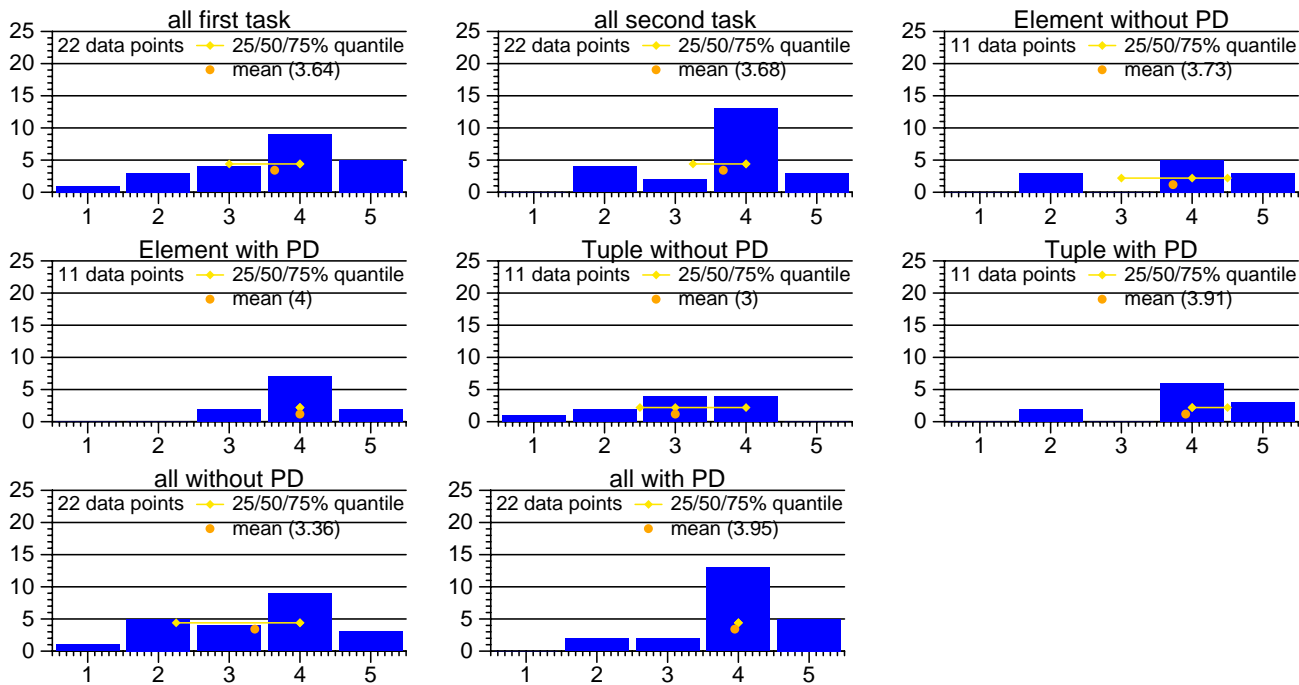 all first task
25
20
15
10
5
0
22 data points 25/50/75% quantile
mean (3.64)
1 2 3 4 5
all second task
25
20
15
10
5
0
22 data points 25/50/75% quantile
mean (3.68)
1 2 3 4 5
Element without PD
25
20
15
10
5
0
11 data points 25/50/75% quantile
mean (3.73)
1 2 3 4 5
Element with PD
25
20
15
10
5
0
11 data points 25/50/75% quantile
mean (4)
1 2 3 4 5
Tuple without PD
25
20
15
10
5
0
11 data points 25/50/75% quantile
mean (3)
1 2 3 4 5
Tuple with PD
25
20
15
10
5
0
11 data points 25/50/75% quantile
mean (3.91)
1 2 3 4 5
all without PD
25
20
15
10
5
0
22 data points 25/50/75% quantile
mean (3.36)
1 2 3 4 5
all with PD
25
20
15
10
5
0
22 data points 25/50/75% quantile
mean (3.95)
1 2 3 4 5